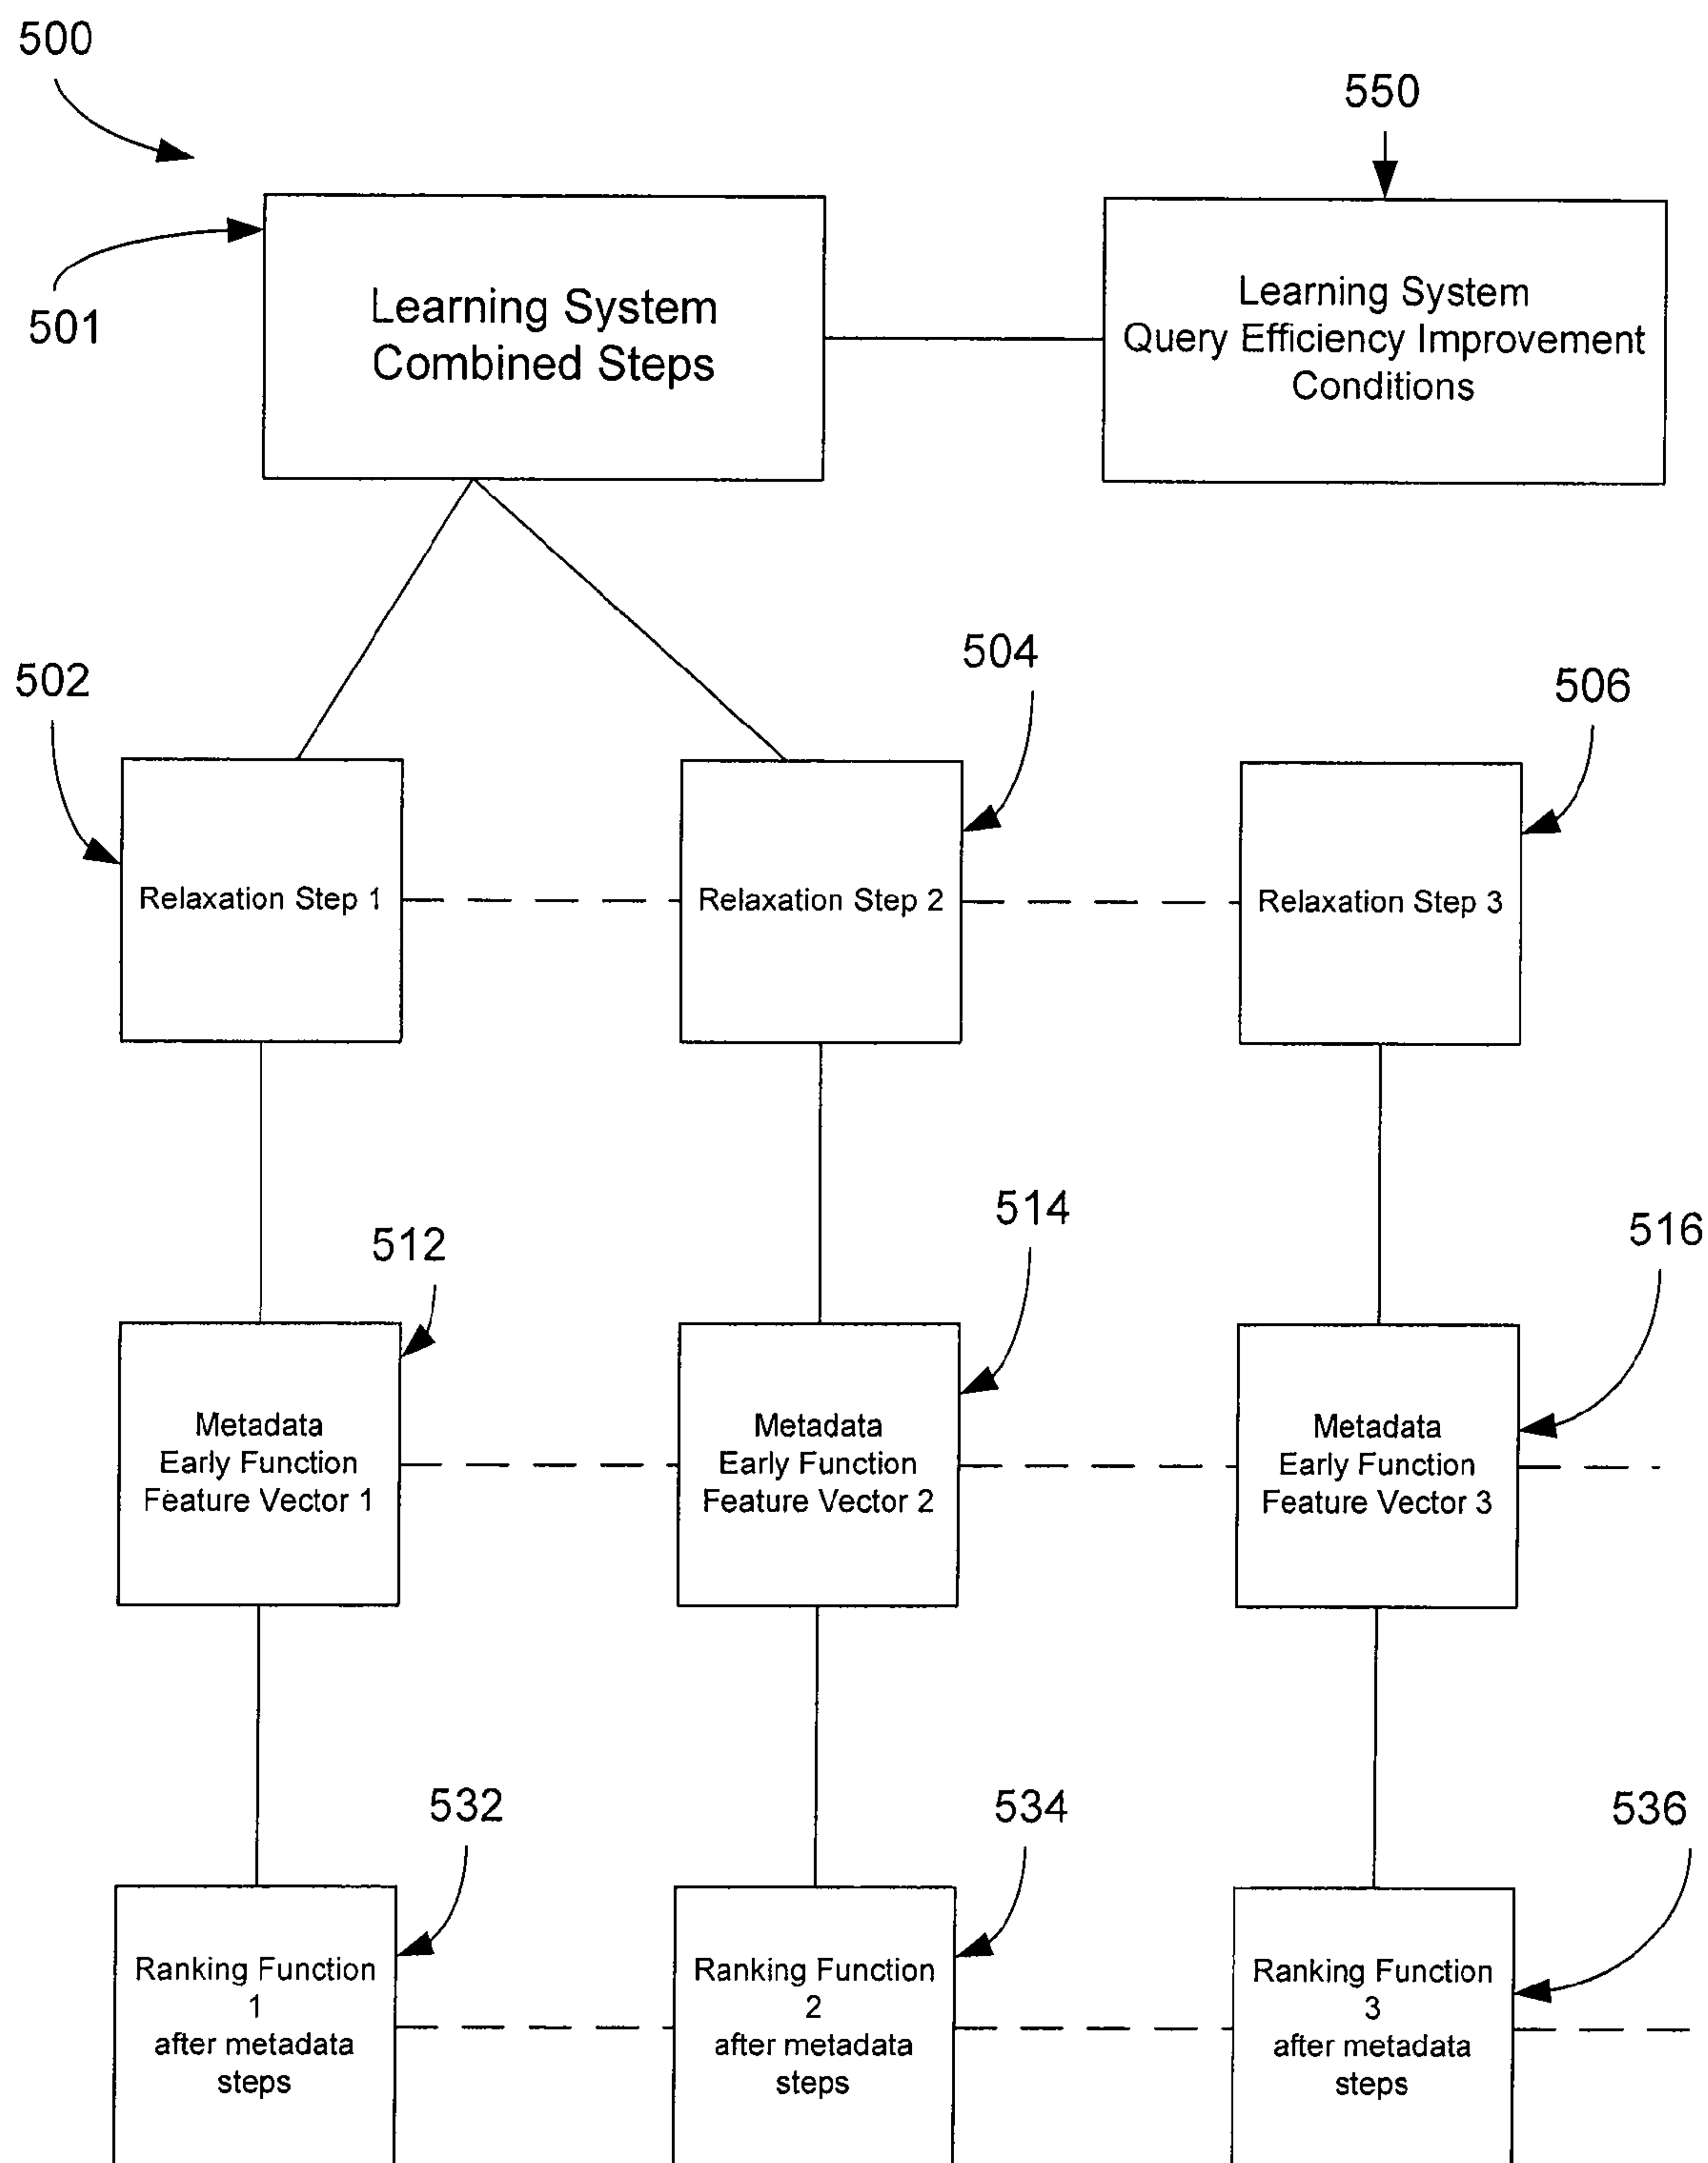 500
550
501
Learning System
Combined Steps
Learning System
Query Efficiency Improvement
Conditions
502
504
506
Relaxation Step 1
Relaxation Step 2
Relaxation Step 3
512
514
516
Metadata
Early Function
Feature Vector 1
Metadata
Early Function
Feature Vector 2
Metadata
Early Function
Feature Vector 3
532
534
536
Ranking Function
1
after metadata
steps
Ranking Function
2
after metadata
steps
Ranking Function
3
after metadata
steps